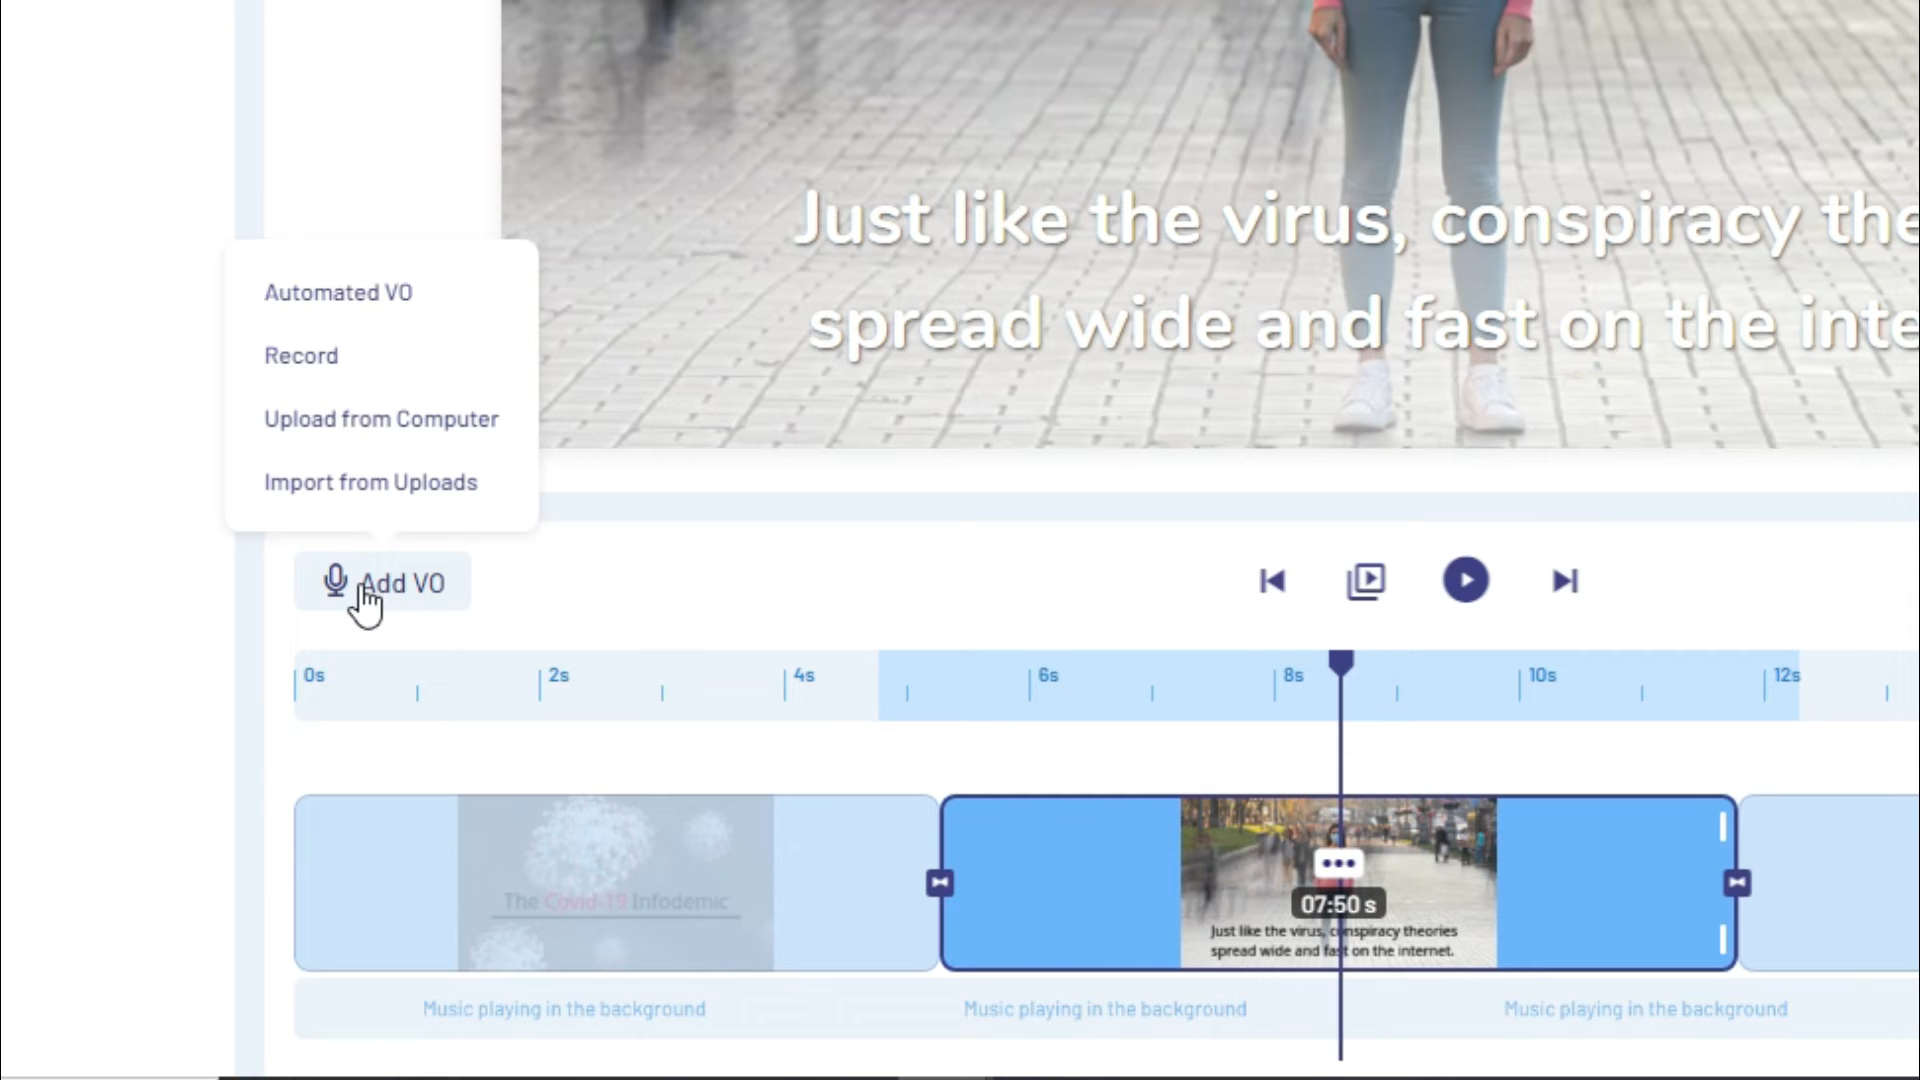 Just like the virus, conspiracy the
spread wide and fast on the inte
Automated VO
Record
Upload from Computer
Import from Uploads
Add VO
0s 2s 4s 6s 8s 10s 12s
The Covid-19 Infodemic
07:50 s
Just like the virus, conspiracy theories
spread wide and fast on the internet.
Music playing in the background Music playing in the background Music playing in the background